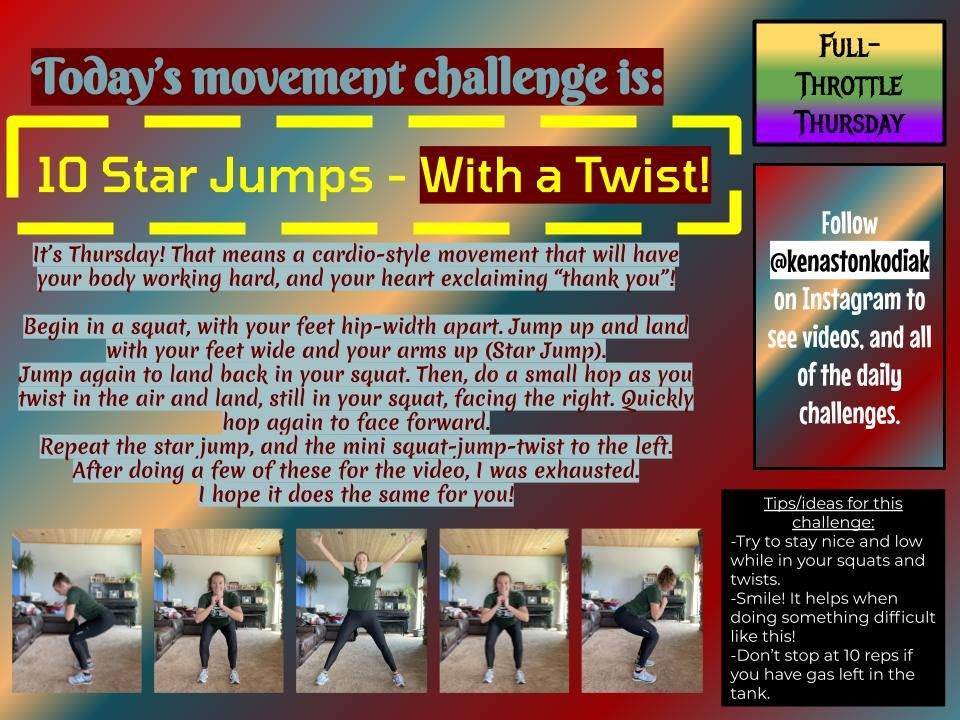 Today's movement challenge is:
10 Star Jumps - With a Twist!
It's Thursday! That means a cardio-style movement that will have
your body working hard, and your heart exclaiming “thank you”!
Begin in a squat, with your feet hip-width apart. Jump up and land
with your feet wide and your arms up (Star Jump).
Jump again to land back in your squat. Then, do a small hop as you
twist in the air and land, still in your squat, facing the right. Quickly
hop again to face forward.
Repeat the star jump, and the mini squat-jump-twist to the left.
After doing a few of these for the video, I was exhausted.
I hope it does the same for you!
Full-
Throttle
Thursday
Follow
@kenastonkodiak
on Instagram to
see videos, and all
of the daily
challenges.
Tips/ideas for this
challenge:
-Try to stay nice and low
while in your squats and
twists.
-Smile! It helps when
doing something difficult
like this!
-Don't stop at 10 reps if
you have gas left in the
tank.